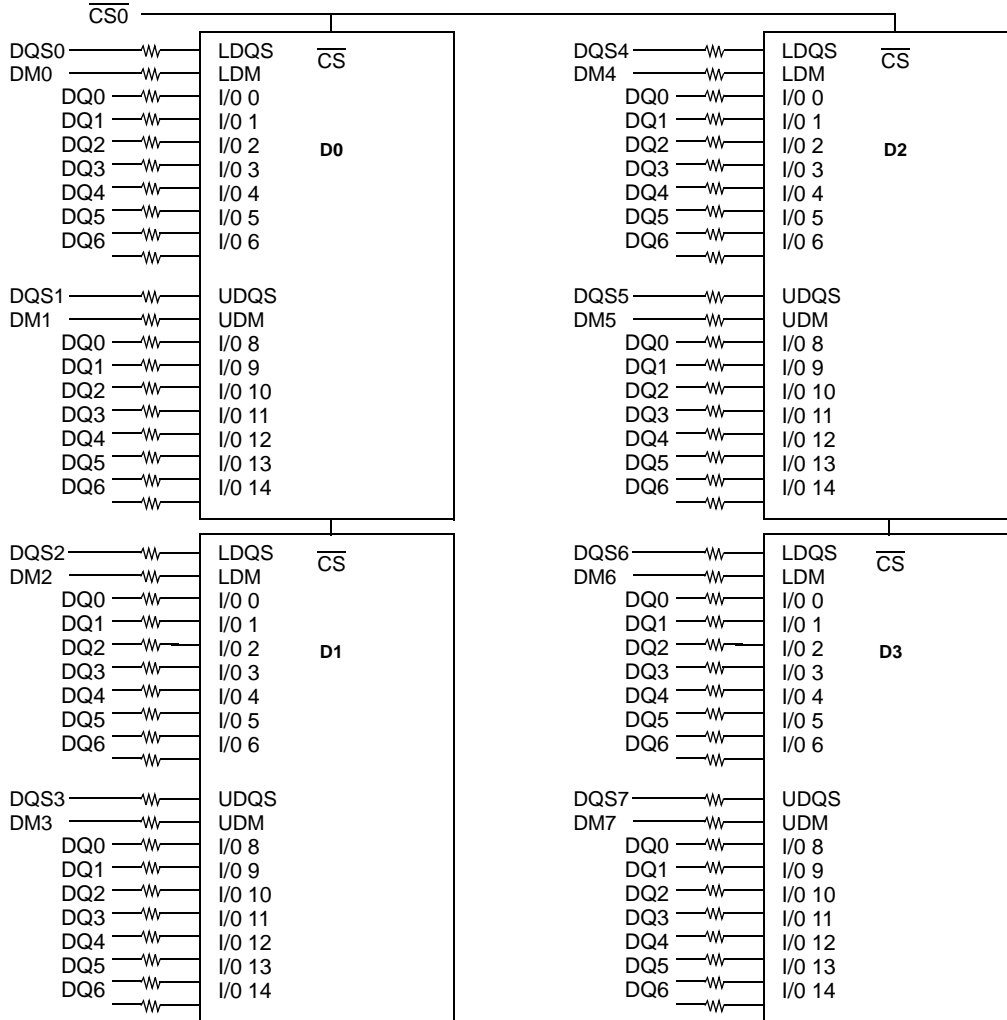 CS0
DQS0 LDQS CS
DM0 LDM
DQ0 I/0 0
DQ1 I/0 1
DQ2 I/0 2
D0
DQ3 I/0 3
DQ4 I/0 4
DQ5 I/0 5
DQ6 I/0 6
DQS1 UDQS
DM1 UDM
DQ0 I/0 8
DQ1 I/0 9
DQ2 I/0 10
DQ3 I/0 11
DQ4 I/0 12
DQ5 I/0 13
DQ6 I/0 14
DQS4 LDQS CS
DM4 LDM
DQ0 I/0 0
DQ1 I/0 1
DQ2 I/0 2
D2
DQ3 I/0 3
DQ4 I/0 4
DQ5 I/0 5
DQ6 I/0 6
DQS5 UDQS
DM5 UDM
DQ0 I/0 8
DQ1 I/0 9
DQ2 I/0 10
DQ3 I/0 11
DQ4 I/0 12
DQ5 I/0 13
DQ6 I/0 14
DQS2 LDQS CS
DM2 LDM
DQ0 I/0 0
DQ1 I/0 1
DQ2 I/0 2
D1
DQ3 I/0 3
DQ4 I/0 4
DQ5 I/0 5
DQ6 I/0 6
DQS3 UDQS
DM3 UDM
DQ0 I/0 8
DQ1 I/0 9
DQ2 I/0 10
DQ3 I/0 11
DQ4 I/0 12
DQ5 I/0 13
DQ6 I/0 14
DQS6 LDQS CS
DM6 LDM
DQ0 I/0 0
DQ1 I/0 1
DQ2 I/0 2
D3
DQ3 I/0 3
DQ4 I/0 4
DQ5 I/0 5
DQ6 I/0 6
DQS7 UDQS
DM7 UDM
DQ0 I/0 8
DQ1 I/0 9
DQ2 I/0 10
DQ3 I/0 11
DQ4 I/0 12
DQ5 I/0 13
DQ6 I/0 14